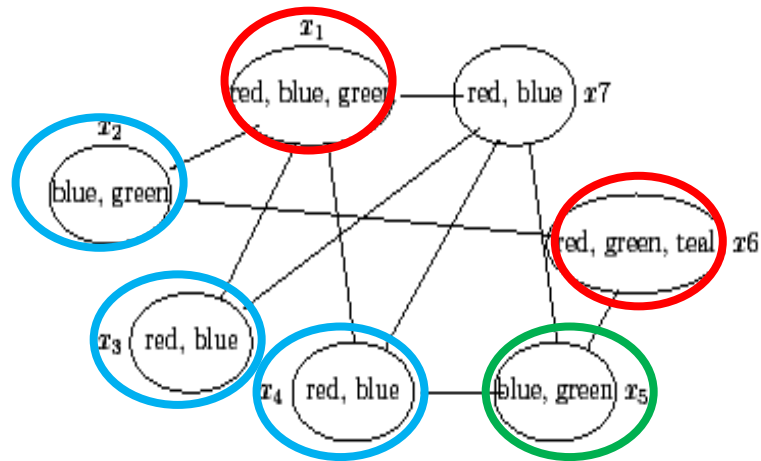 x1
red, blue, green
red, blue
x7
x2
blue, green
red, green, teal
x6
x3
red, blue
x4
red, blue
blue, green
x5